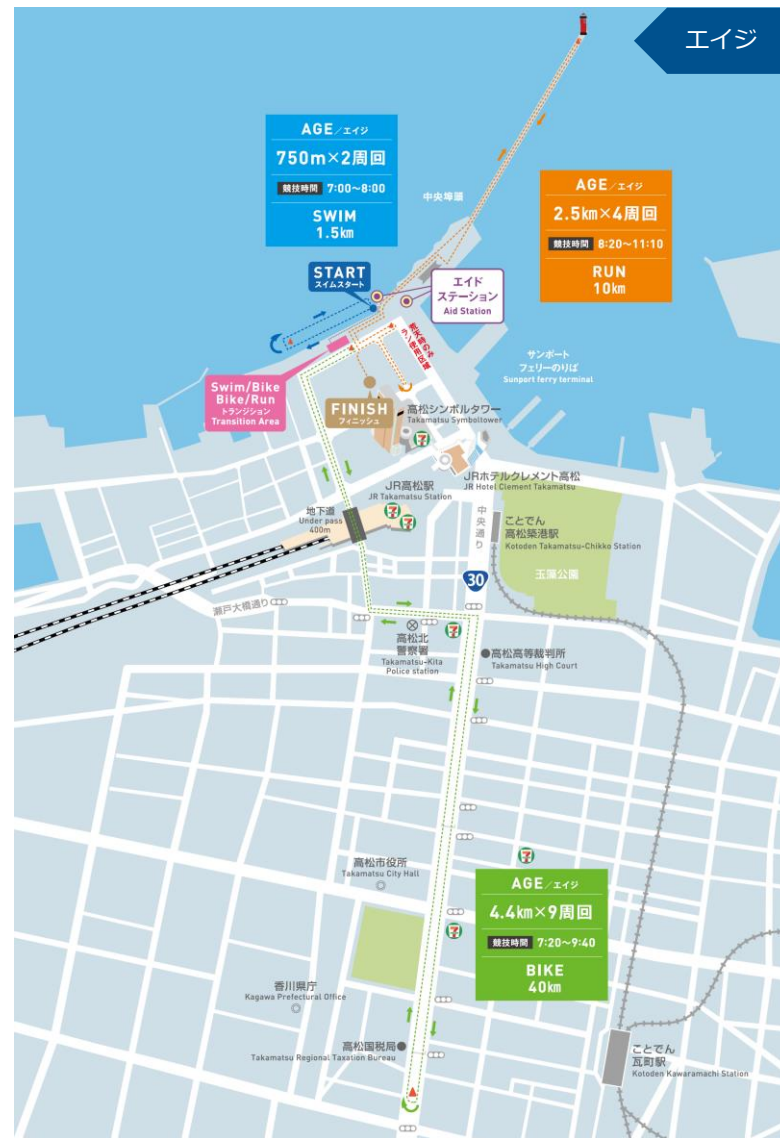 エイジ
AGE/エイジ
750m×2周回
競技時間 7:00~8:00
SWIM
1.5km
中央埠頭
AGE/エイジ
2.5km×4周回
競技時間 8:20~11:10
RUN
10km
START
スイムスタート
エイド
ステーション
Aid Station
荒天時のみ
ラン使用区域
サンポート
フェリーのりば
Sunport ferry terminal
Swim/Bike
Bike/Run
トランジション
Transition Area
FINISH
フィニッシュ
高松シンボルタワー
Takamatsu Symboltower
JRホテルクレメント高松
JR Hotel Clement Takamatsu
JR高松駅
JR Takamatsu Station
地下道
Under pass
400m
中央通り
ことでん
高松築港駅
Kotoden Takamatsu-Chikko Station
玉藻公園
30
瀬戸大橋通り
高松北
警察署
Takamatsu-Kita
Police station
高松高等裁判所
Takamatsu High Court
高松市役所
Takamatsu City Hall
AGE/エイジ
4.4km×9周回
競技時間 7:20~9:40
BIKE
40km
香川県庁
Kagawa Prefectural Office
高松国税局
Takamatsu Regional Taxation Bureau
ことでん
瓦町駅
Kotoden Kawaramachi Station